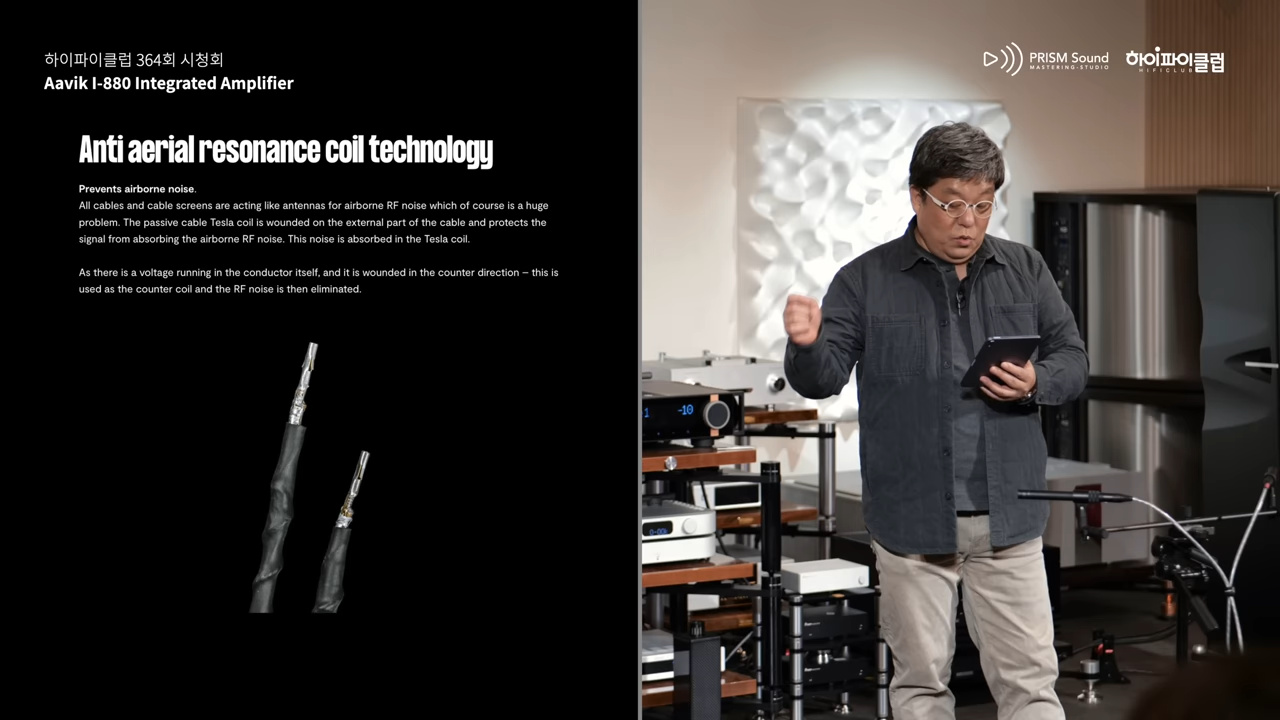 하이파이클럽 364회 시청회
Aavik I-880 Integrated Amplifier
Anti aerial resonance coil technology
Prevents airborne noise.
All cables and cable screens are acting like antennas for airborne RF noise which of course is a huge
problem. The passive cable Tesla coil is wounded on the external part of the cable and protects the
signal from absorbing the airborne RF noise. This noise is absorbed in the Tesla coil.
As there is a voltage running in the conductor itself, and it is wounded in the counter direction – this is
used as the counter coil and the RF noise is then eliminated.
PRISM Sound
MASTERING-STUDIO
하이파이클럽
HIFICLUB
-10